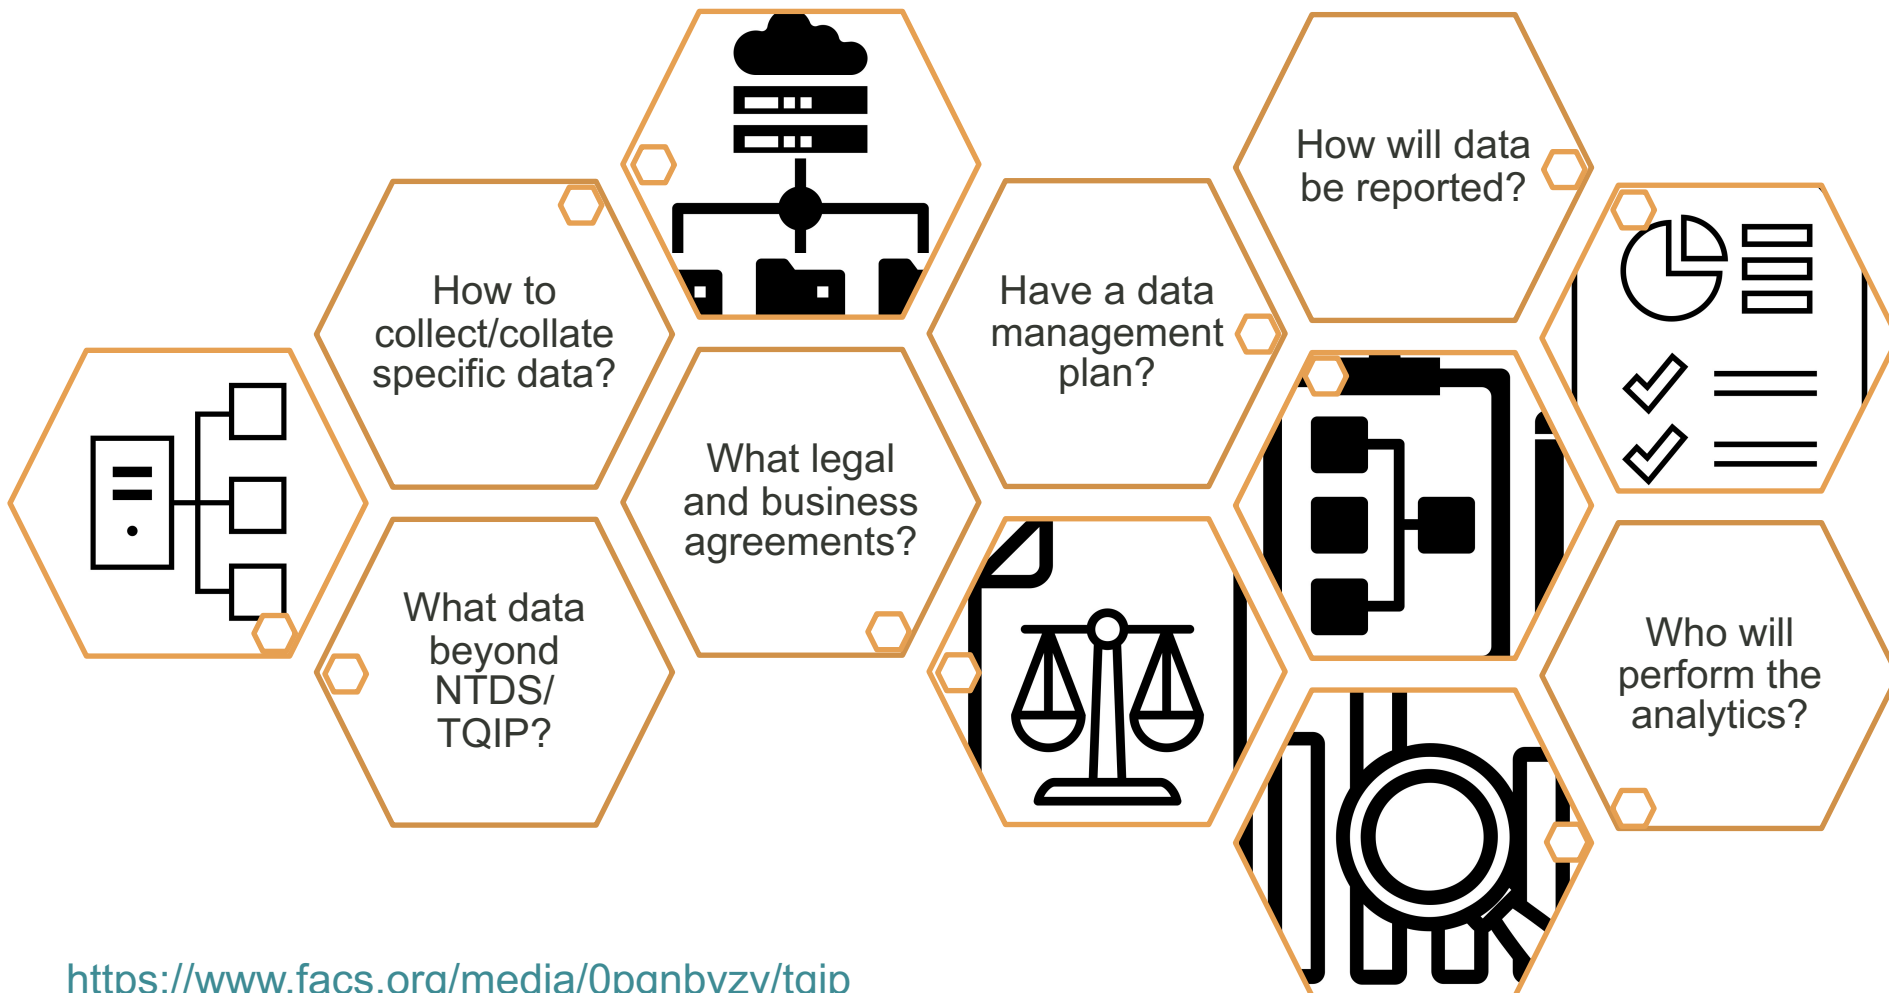 How will data
be reported?
How to
collect/collate
specific data?
Have a data
management
plan?
What legal
and business
agreements?
What data
beyond
NTDS/
TQIP?
Who will
perform the
analytics?
https://www.facs.org/media/0pgnbyzy/tqip